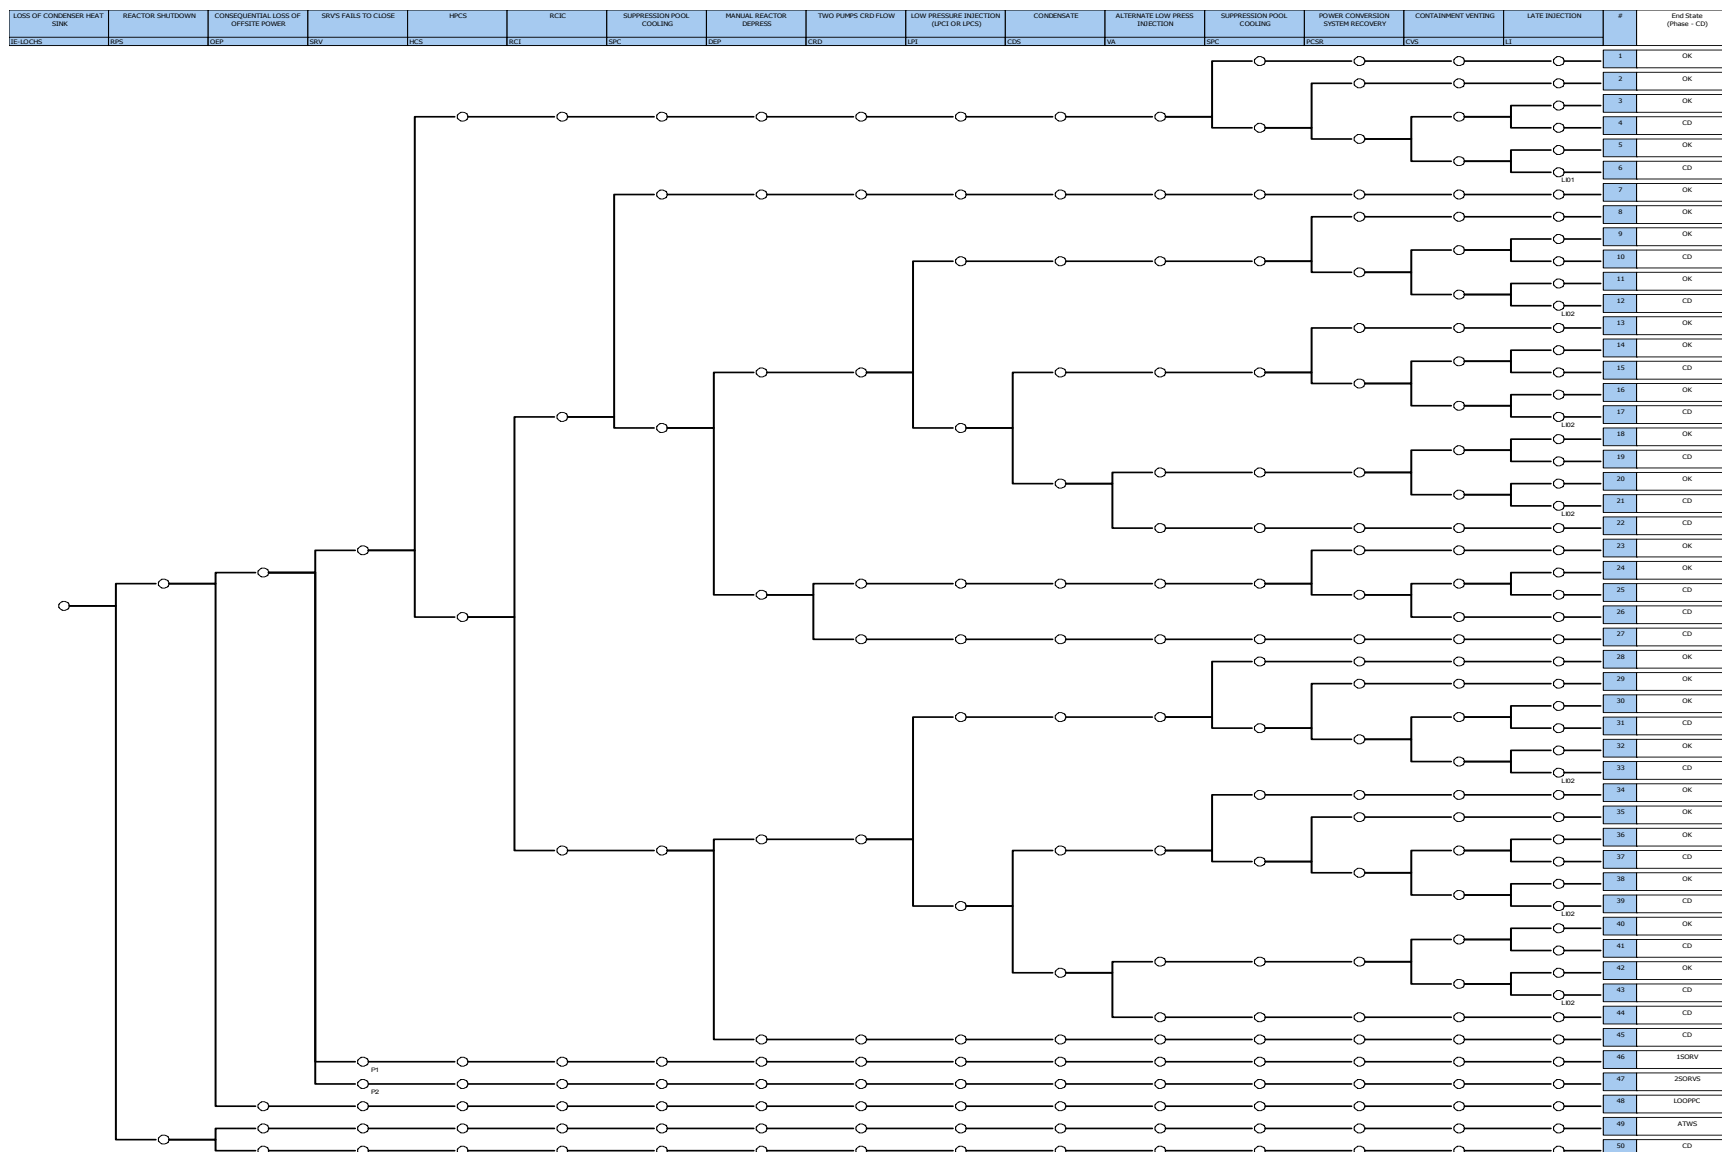 LOSS OF CONDENSER HEAT SINK
REACTOR SHUTDOWN
CONSEQUENTIAL LOSS OF OFFSITE POWER
SRV'S FAILS TO CLOSE
HPCS
RCIC
SUPPRESSION POOL COOLING
MANUAL REACTOR DEPRESS
TWO PUMPS CRD FLOW
LOW PRESSURE INJECTION (LPCI OR LPCS)
CONDENSATE
ALTERNATE LOW PRESS INJECTION
SUPPRESSION POOL COOLING
POWER CONVERSION SYSTEM RECOVERY
CONTAINMENT VENTING
LATE INJECTION
#
End State (Phase - CD)
IE-LOCHS
RPS
OEP
SRV
HCS
RCI
SPC
DEP
CRD
LPI
CDS
VA
SPC
PCSR
CVS
LI
1 OK
2 OK
3 OK
4 CD
5 OK
6 CD
LI01
7 OK
8 OK
9 OK
10 CD
11 OK
12 CD
LI02
13 OK
14 OK
15 CD
16 OK
17 CD
LI02
18 OK
19 CD
20 OK
21 CD
LI02
22 CD
23 OK
24 OK
25 CD
26 CD
27 CD
28 OK
29 OK
30 OK
31 CD
32 OK
33 CD
LI02
34 OK
35 OK
36 OK
37 CD
38 OK
39 CD
LI02
40 OK
41 CD
42 OK
43 CD
LI02
44 CD
45 CD
46 1SORV
P1
47 2SORVS
P2
48 LOOPPC
49 ATWS
50 CD